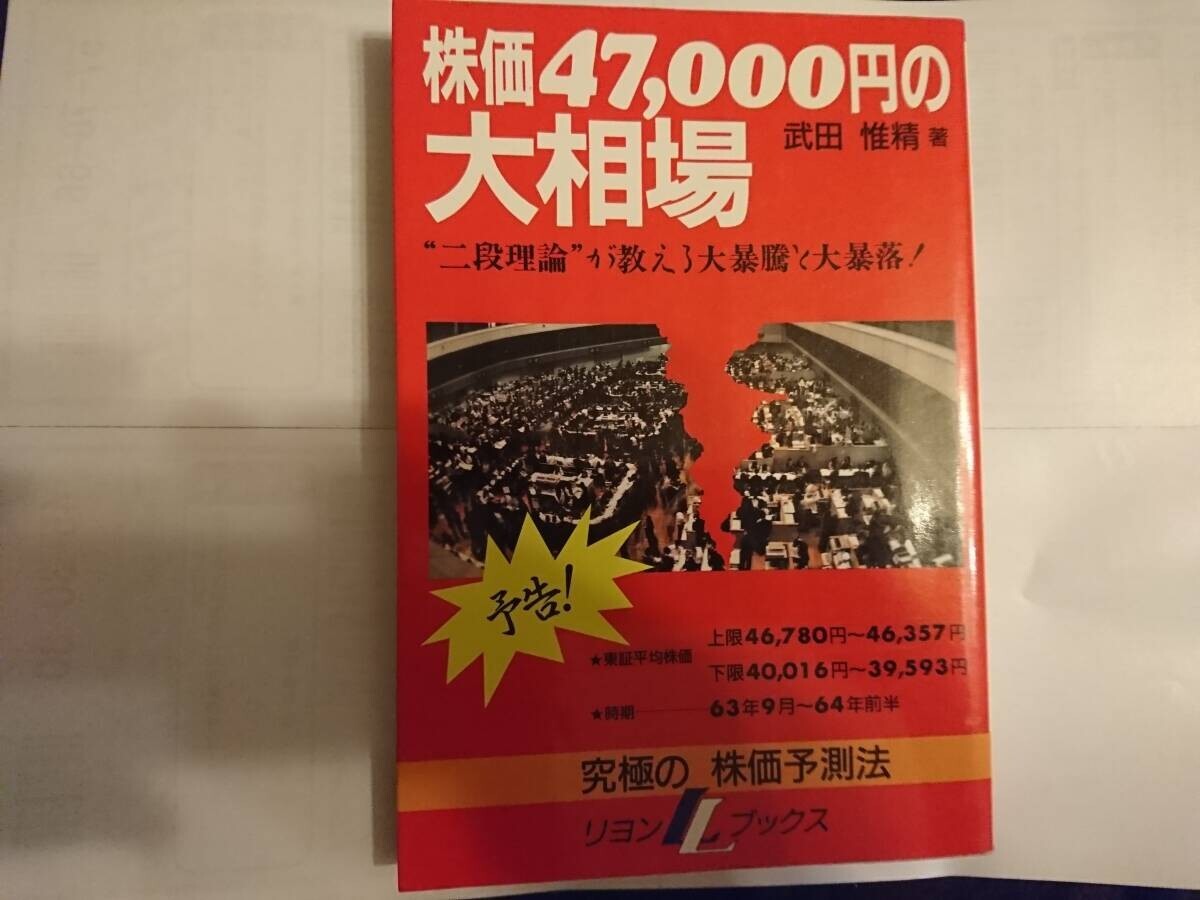 株価47,000円の
大相場
武田 惟精 著
“二段理論”が教える大暴騰と大暴落!
予告!
★東証平均株価
上限46,780円〜46,357円
下限40,016円〜39,593円
★時期 63年9月〜64年前半
究極の 株価予測法
リヨン LL ブックス